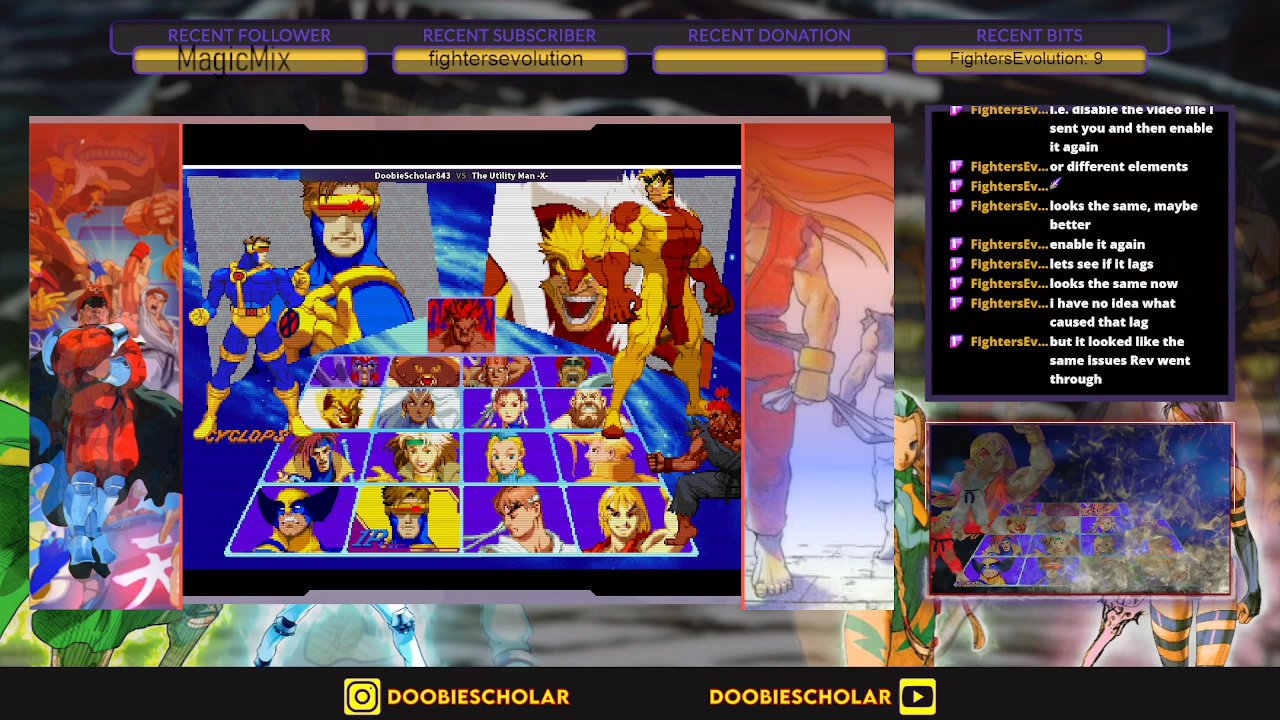 RECENT FOLLOWER
RECENT SUBSCRIBER
RECENT DONATION
RECENT BITS
MagicMix
fightersevolution
FightersEvolution: 9
DoobieScholar843 VS The Utility Man -X-
CYCLOPS
1P
FightersEv... i.e. disable the video file I
sent you and then enable
it again
FightersEv... or different elements
FightersEv...
FightersEv... looks the same, maybe
better
FightersEv... enable it again
FightersEv... lets see if it lags
FightersEv... looks the same now
FightersEv... i have no idea what
caused that lag
FightersEv... but it looked like the
same issues Rev went
through
DOOBIESCHOLAR
DOOBIESCHOLAR